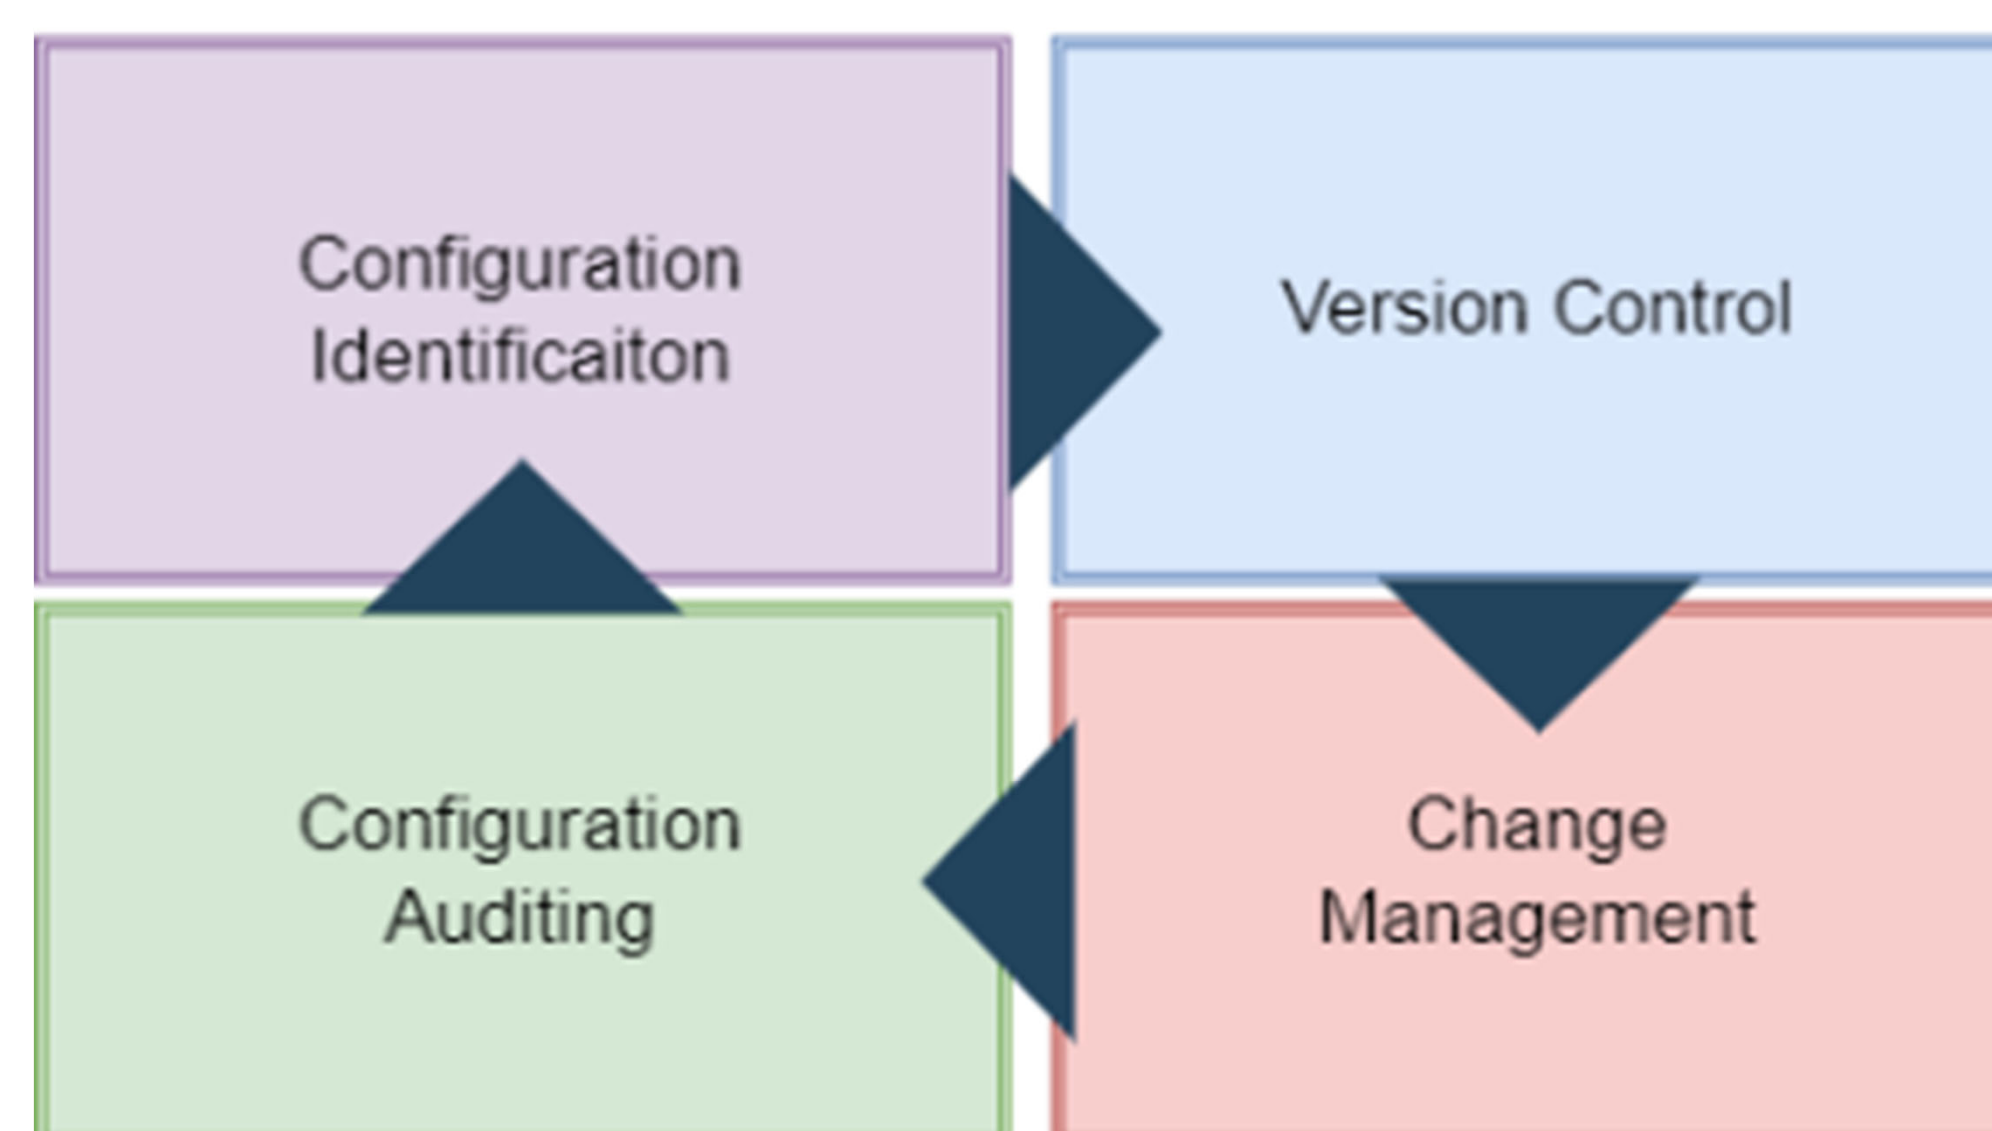 Configuration
Identificaiton
Version Control
Configuration
Auditing
Change
Management